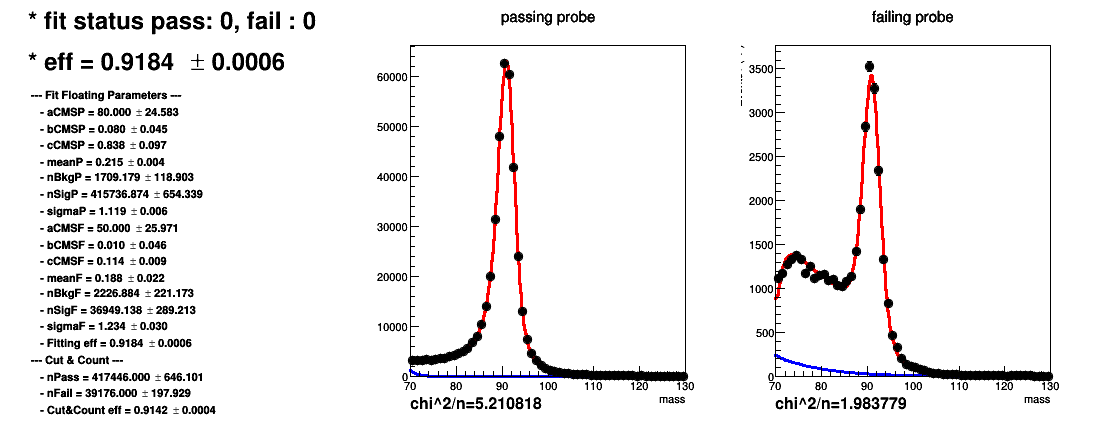 * fit status pass: 0, fail : 0
* eff = 0.9184 ± 0.0006
--- Fit Floating Parameters ---
- aCMSP = 80.000 ± 24.583
- bCMSP = 0.080 ± 0.045
- cCMSP = 0.838 ± 0.097
- meanP = 0.215 ± 0.004
- nBkgP = 1709.179 ± 118.903
- nSigP = 415736.874 ± 654.339
- sigmaP = 1.119 ± 0.006
- aCMSF = 50.000 ± 25.971
- bCMSF = 0.010 ± 0.046
- cCMSF = 0.114 ± 0.009
- meanF = 0.188 ± 0.022
- nBkgF = 2226.884 ± 221.173
- nSigF = 36949.138 ± 289.213
- sigmaF = 1.234 ± 0.030
- Fitting eff = 0.9184 ± 0.0006
--- Cut & Count ---
- nPass = 417446.000 ± 646.101
- nFail = 39176.000 ± 197.929
- Cut&Count eff = 0.9142 ± 0.0004
passing probe
60000
50000
40000
30000
20000
10000
0
70 80 90 100 110 120 130
mass
chi^2/n=5.210818
failing probe
3500
3000
2500
2000
1500
1000
500
0
70 80 90 100 110 120 130
mass
chi^2/n=1.983779